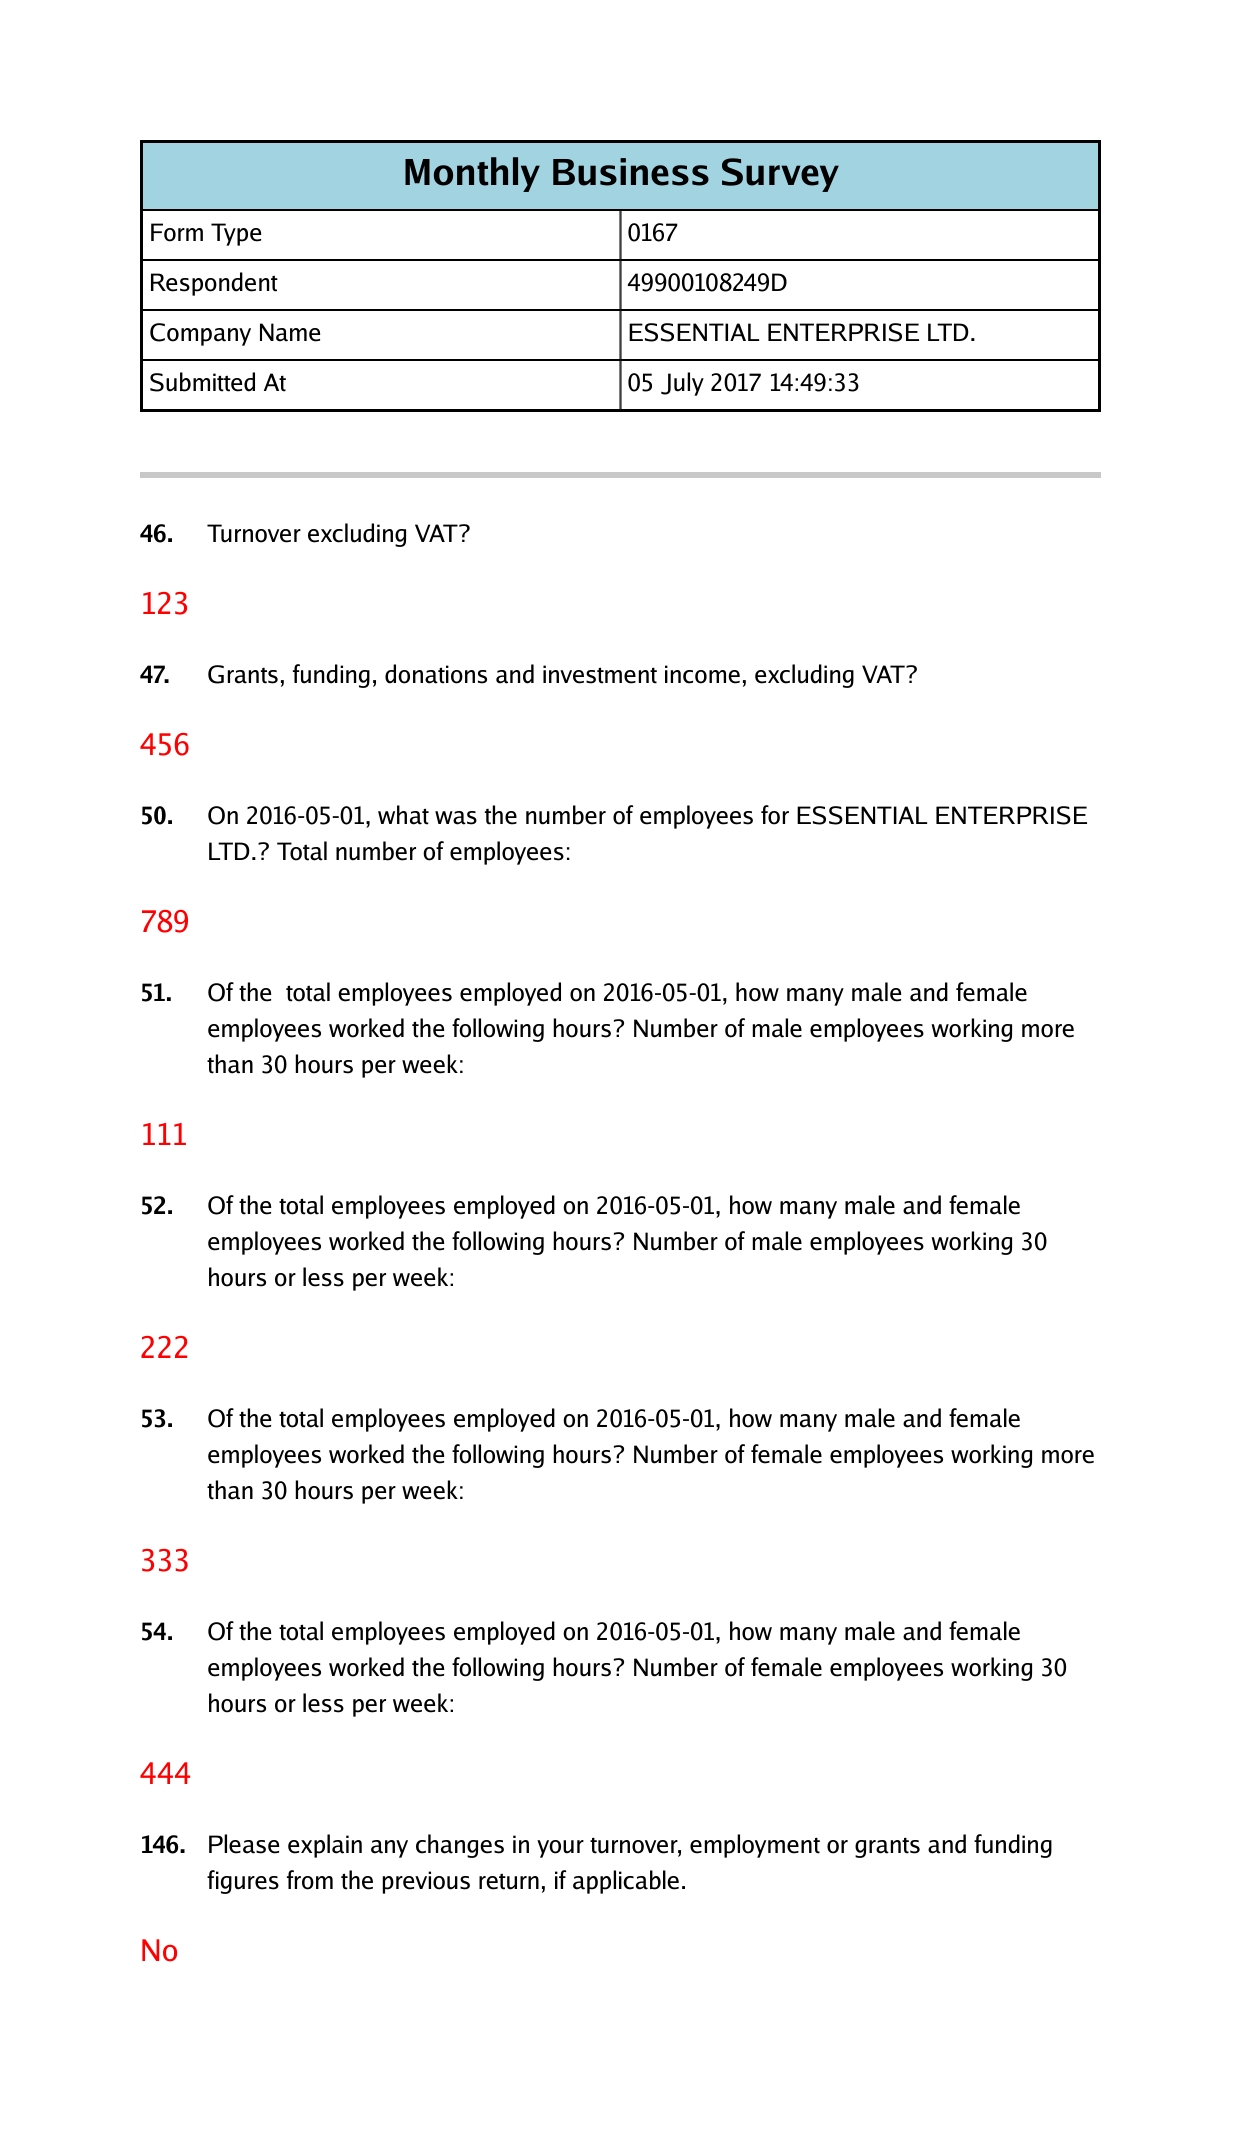 Monthly Business Survey
Form Type 0167
Respondent 49900108249D
Company Name ESSENTIAL ENTERPRISE LTD.
Submitted At 05 July 2017 14:49:33
46. Turnover excluding VAT?
123
47. Grants, funding, donations and investment income, excluding VAT?
456
50. On 2016-05-01, what was the number of employees for ESSENTIAL ENTERPRISE
LTD.? Total number of employees:
789
51. Of the  total employees employed on 2016-05-01, how many male and female
employees worked the following hours? Number of male employees working more
than 30 hours per week:
111
52. Of the total employees employed on 2016-05-01, how many male and female
employees worked the following hours? Number of male employees working 30
hours or less per week:
222
53. Of the total employees employed on 2016-05-01, how many male and female
employees worked the following hours? Number of female employees working more
than 30 hours per week:
333
54. Of the total employees employed on 2016-05-01, how many male and female
employees worked the following hours? Number of female employees working 30
hours or less per week:
444
146. Please explain any changes in your turnover, employment or grants and funding
figures from the previous return, if applicable.
No